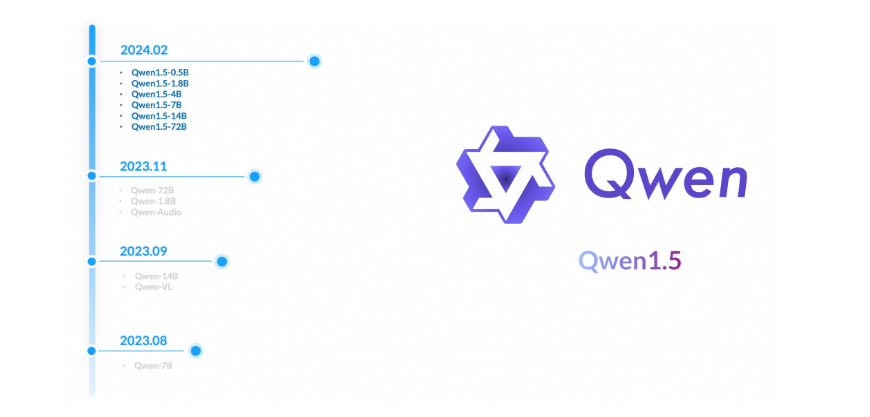 2024.02
• Qwen1.5-0.5B
• Qwen1.5-1.8B
• Qwen1.5-4B
• Qwen1.5-7B
• Qwen1.5-14B
• Qwen1.5-72B
2023.11
• Qwen-72B
• Qwen-1.8B
• Qwen-Audio
2023.09
• Qwen-14B
• Qwen-VL
2023.08
• Qwen-7B
Qwen
Qwen1.5